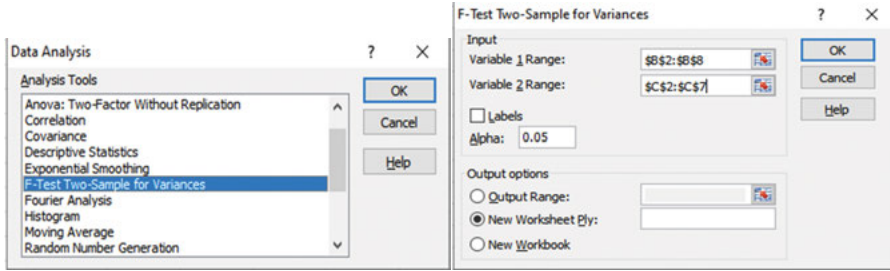 Data Analysis ? ×
Analysis Tools
Anova: Two-Factor Without Replication
Correlation
Covariance
Descriptive Statistics
Exponential Smoothing
F-Test Two-Sample for Variances
Fourier Analysis
Histogram
Moving Average
Random Number Generation
OK
Cancel
Help
F-Test Two-Sample for Variances ? ×
Input
Variable 1 Range: $B$2:$B$8
Variable 2 Range: $C$2:$C$7
Labels
Alpha: 0.05
Output options
Output Range:
New Worksheet Ply:
New Workbook
OK
Cancel
Help